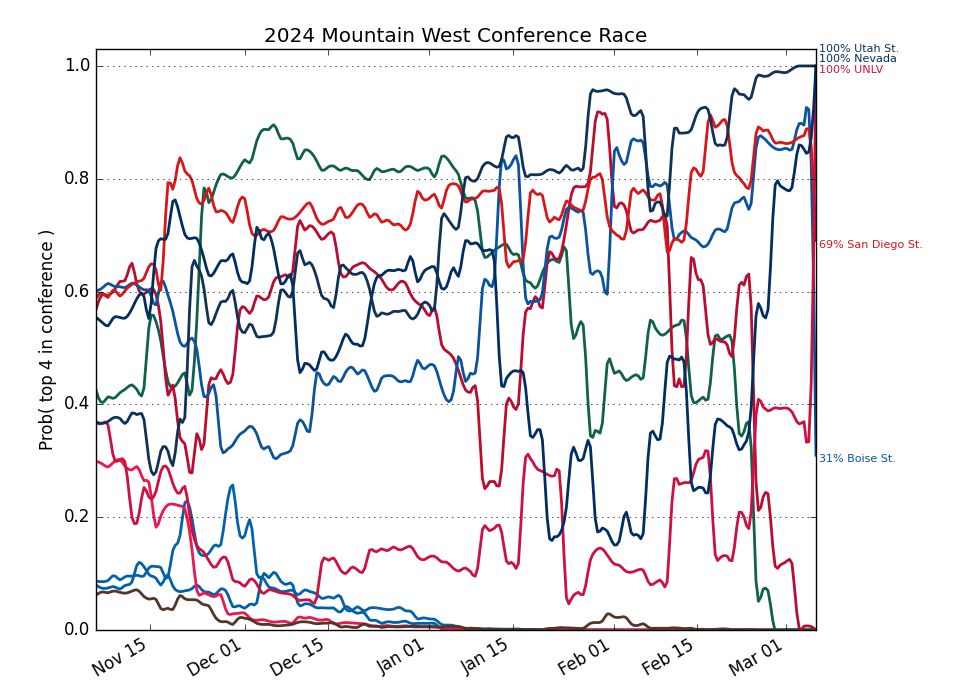 2024 Mountain West Conference Race
100% Utah St.
100% Nevada
100% UNLV
69% San Diego St.
31% Boise St.
Prob( top 4 in conference )
1.0
0.8
0.6
0.4
0.2
0.0
Nov 15
Dec 01
Dec 15
Jan 01
Jan 15
Feb 01
Feb 15
Mar 01